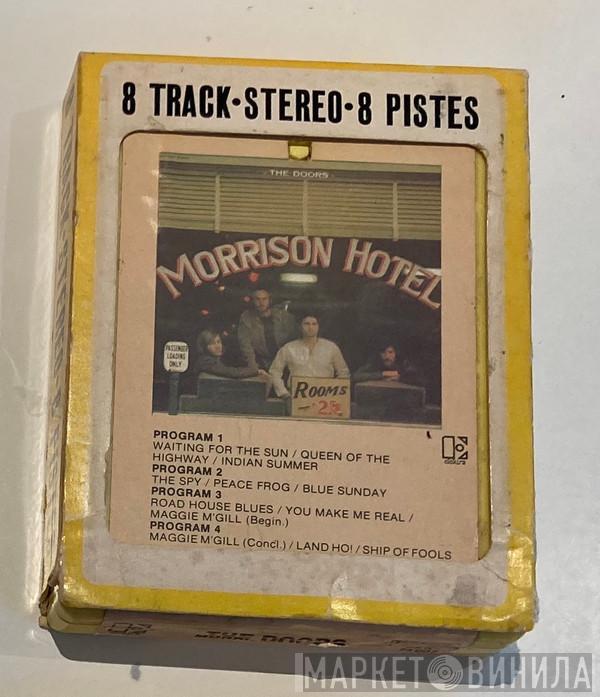 8 TRACK•STEREO•8 PISTES
THE DOORS
MORRISON HOTEL
PASSENGER
LOADING
ONLY
ROOMS
PROGRAM 1
WAITING FOR THE SUN / QUEEN OF THE
HIGHWAY / INDIAN SUMMER
PROGRAM 2
THE SPY / PEACE FROG / BLUE SUNDAY
PROGRAM 3
ROAD HOUSE BLUES / YOU MAKE ME REAL /
MAGGIE M'GILL (Begin.)
PROGRAM 4
MAGGIE M'GILL (Concl.) / LAND HO! / SHIP OF FOOLS
elektra
THE DOORS
МАРКЕТ ВИНИЛА